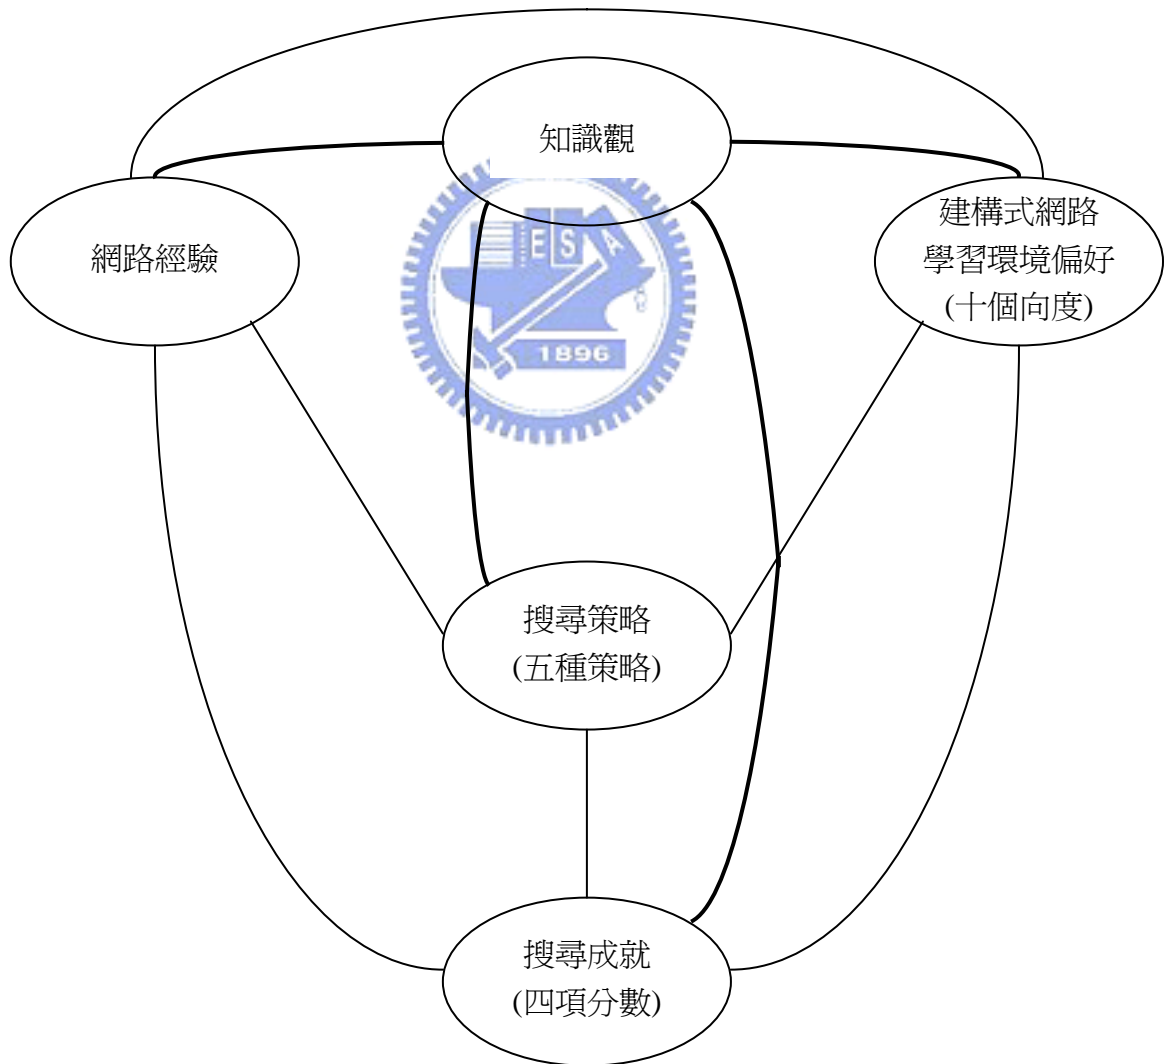 知識觀
網路經驗
建構式網路
學習環境偏好
(十個向度)
ESA
1896
搜尋策略
(五種策略)
搜尋成就
(四項分數)